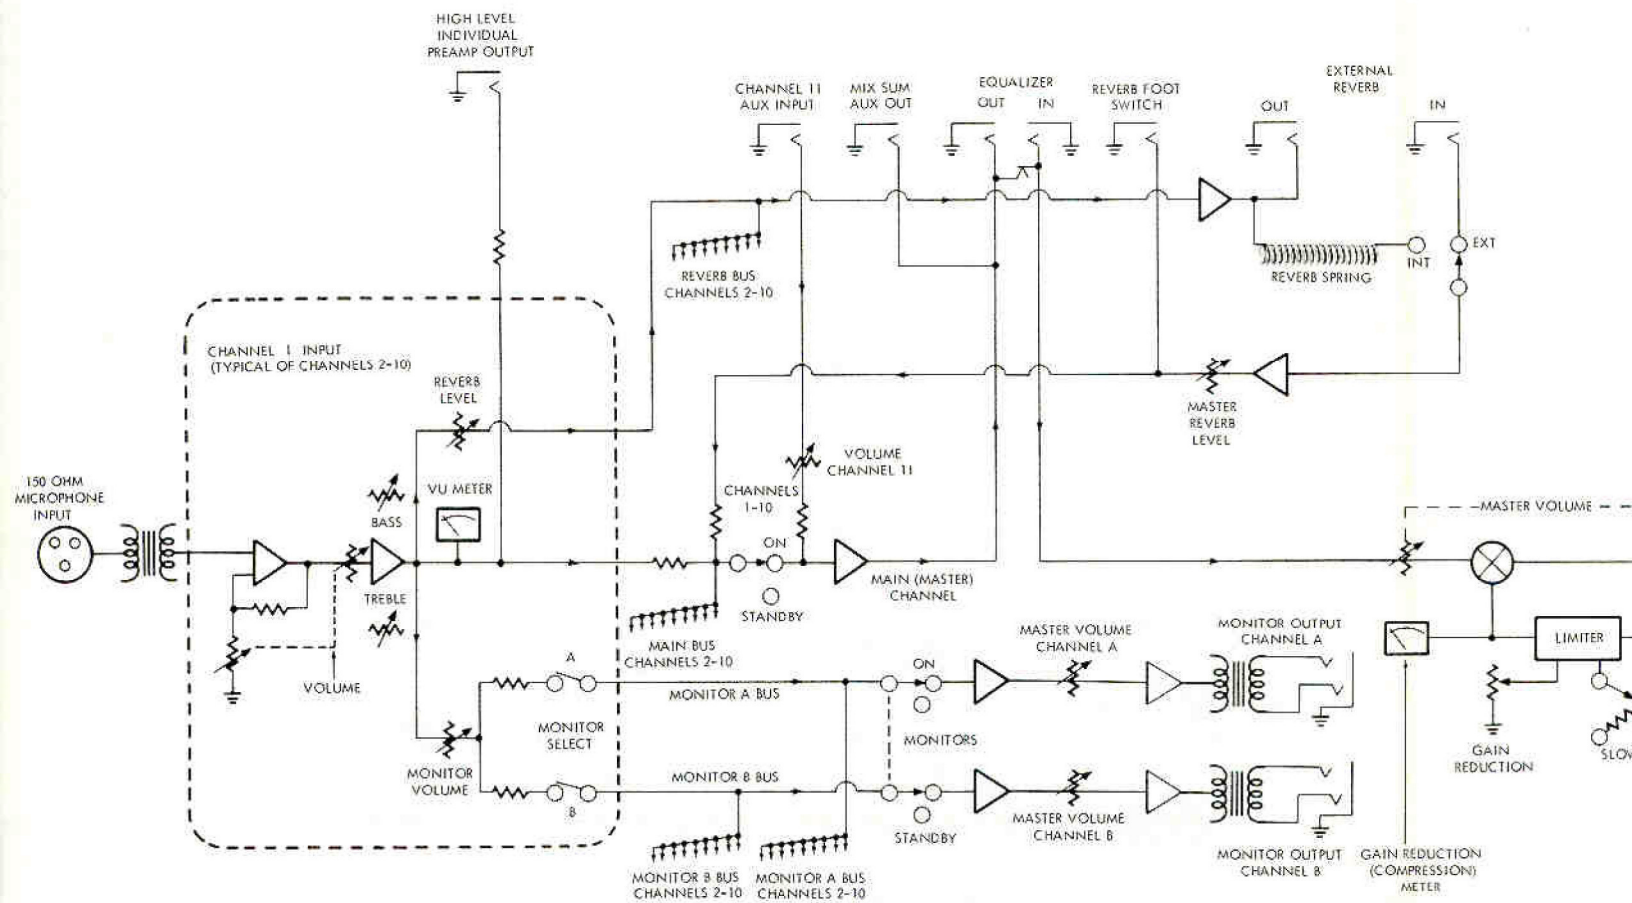 HIGH LEVEL
INDIVIDUAL
PREAMP OUTPUT
CHANNEL 11
AUX INPUT
MIX SUM
AUX OUT
EQUALIZER
OUT IN
REVERB FOOT
SWITCH
EXTERNAL
REVERB
OUT
IN
EXT
INT
REVERB SPRING
REVERB BUS
CHANNELS 2-10
CHANNEL 1 INPUT
(TYPICAL OF CHANNELS 2-10)
REVERB
LEVEL
MASTER
REVERB
LEVEL
VOLUME
CHANNEL 11
150 OHM
MICROPHONE
INPUT
BASS
VU METER
CHANNELS
1-10
ON
STANDBY
MAIN (MASTER)
CHANNEL
MASTER VOLUME
TREBLE
VOLUME
MAIN BUS
CHANNELS 2-10
A
MONITOR
SELECT
B
MONITOR
VOLUME
MONITOR A BUS
MONITOR B BUS
ON
MONITORS
STANDBY
MASTER VOLUME
CHANNEL A
MONITOR OUTPUT
CHANNEL A
LIMITER
GAIN
REDUCTION
SLOW
MASTER VOLUME
CHANNEL B
MONITOR OUTPUT
CHANNEL B
GAIN REDUCTION
(COMPRESSION)
METER
MONITOR B BUS
CHANNELS 2-10
MONITOR A BUS
CHANNELS 2-10